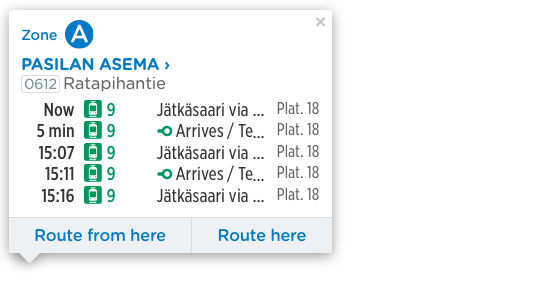 Zone A
PASILAN ASEMA ›
0612 Ratapihantie
Now 9 Jätkäsaari via ... Plat. 18
5 min 9 Arrives / Te... Plat. 18
15:07 9 Jätkäsaari via ... Plat. 18
15:11 9 Arrives / Te... Plat. 18
15:16 9 Jätkäsaari via ... Plat. 18
Route from here Route here